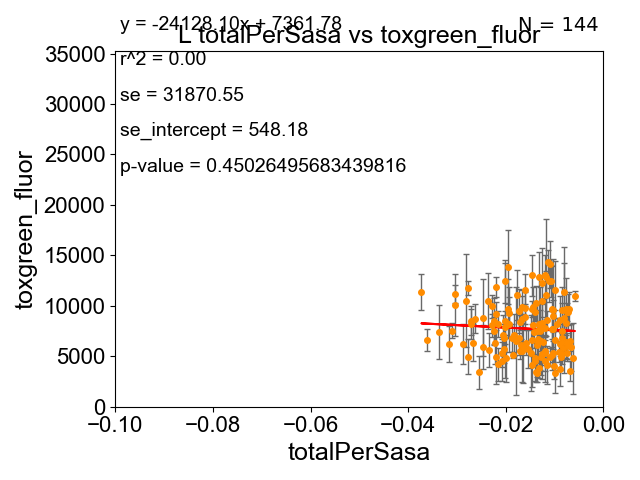 y = -24128.10x + 7361.78
N = 144
L totalPerSasa vs toxgreen_fluor
r^2 = 0.00
se = 31870.55
se_intercept = 548.18
p-value = 0.45026495683439816
toxgreen_fluor
35000
30000
25000
20000
15000
10000
5000
0
−0.10
−0.08
−0.06
−0.04
−0.02
0.00
totalPerSasa